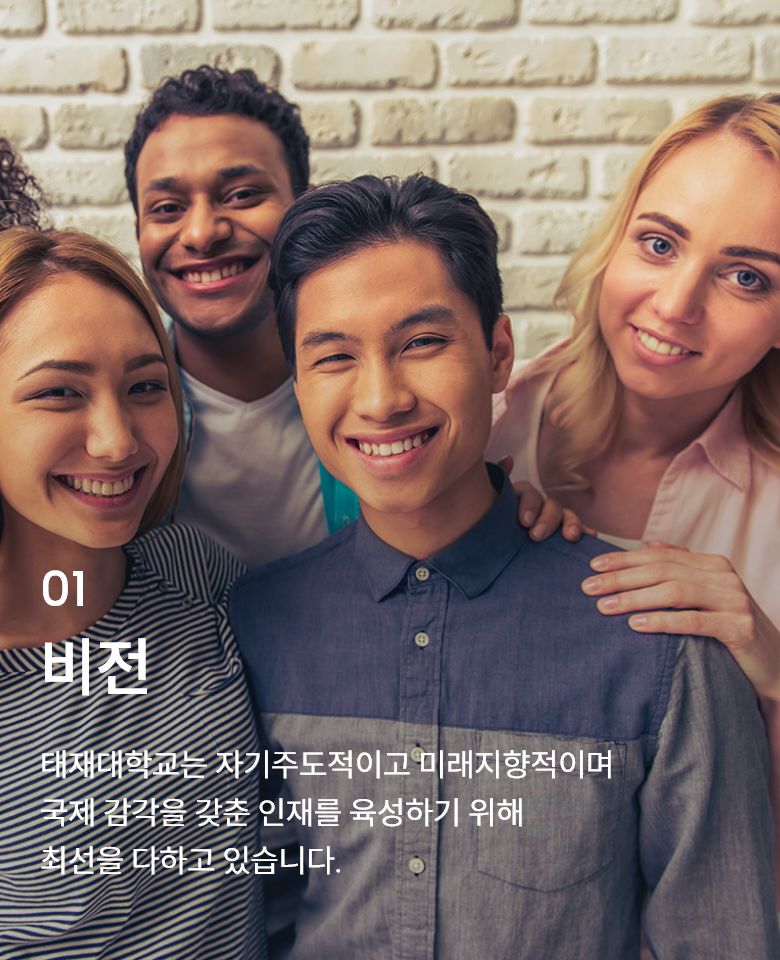 01
비전
태재대학교는 자기주도적이고 미래지향적이며
국제 감각을 갖춘 인재를 육성하기 위해
최선을 다하고 있습니다.